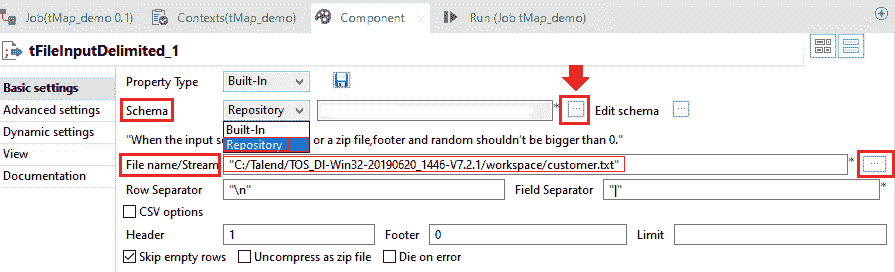 Job(tMap_demo 0.1) Contexts(tMap_demo) Component Run (Job tMap_demo)
tFileInputDelimited_1
Basic settings
Advanced settings
Dynamic settings
View
Documentation
Property Type Built-In
Schema Repository * ... Edit schema ...
Built-In
Repository
"When the input so or a zip file,footer and random shouldn't be bigger than 0."
File name/Stream "C:/Talend/TOS_DI-Win32-20190620_1446-V7.2.1/workspace/customer.txt" * ...
Row Separator "\n" Field Separator "|" *
CSV options
Header 1 Footer 0 Limit
Skip empty rows Uncompress as zip file Die on error